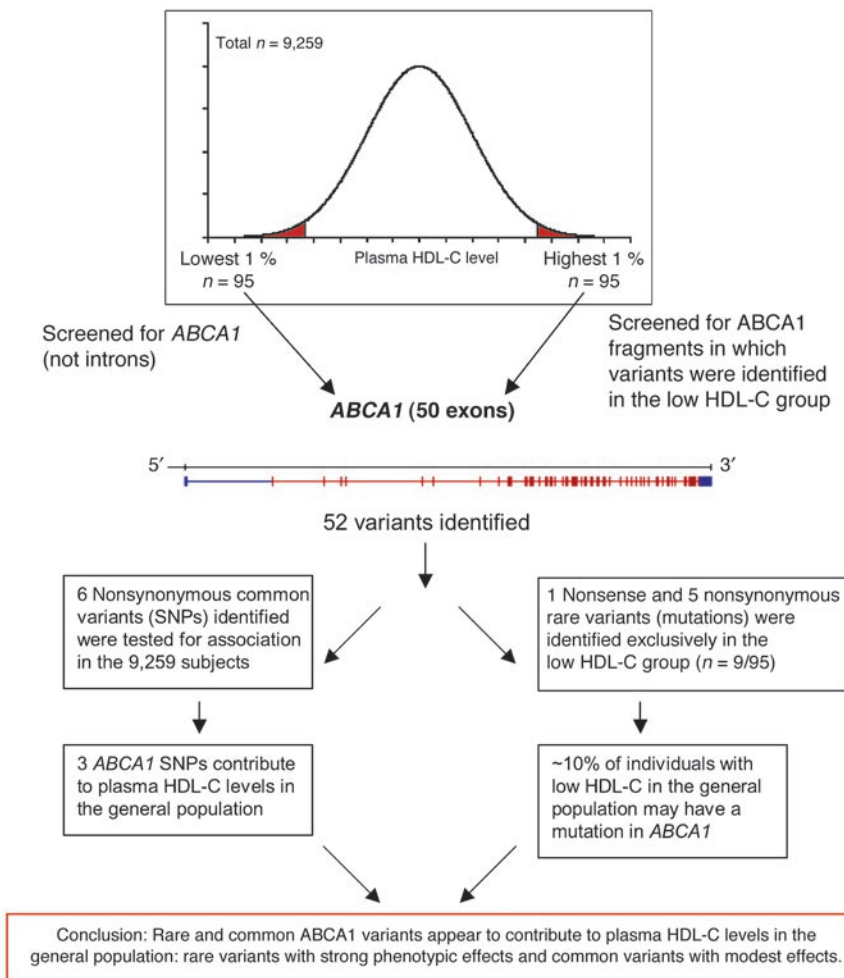 Total n = 9,259
Lowest 1 %
n = 95
Plasma HDL-C level
Highest 1 %
n = 95
Screened for ABCA1
(not introns)
Screened for ABCA1
fragments in which
variants were identified
in the low HDL-C group
ABCA1 (50 exons)
5′
3′
52 variants identified
6 Nonsynonymous common
variants (SNPs) identified
were tested for association
in the 9,259 subjects
1 Nonsense and 5 nonsynonymous
rare variants (mutations) were
identified exclusively in the
low HDL-C group (n = 9/95)
3 ABCA1 SNPs contribute
to plasma HDL-C levels in
the general population
~10% of individuals with
low HDL-C in the general
population may have a
mutation in ABCA1
Conclusion: Rare and common ABCA1 variants appear to contribute to plasma HDL-C levels in the
general population: rare variants with strong phenotypic effects and common variants with modest effects.